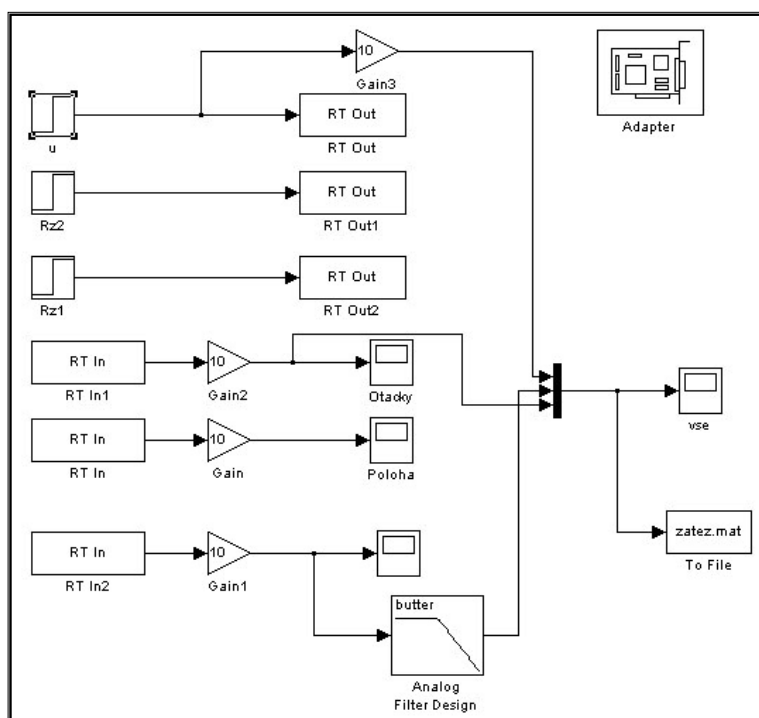 10
Gain3
Adapter
u
RT Out
RT Out
Rz2
RT Out
RT Out1
Rz1
RT Out
RT Out2
RT In
RT In1
10
Gain2
Otacky
RT In
RT In
10
Gain
Poloha
vse
RT In
RT In2
10
Gain1
zatez.mat
To File
butter
Analog
Filter Design